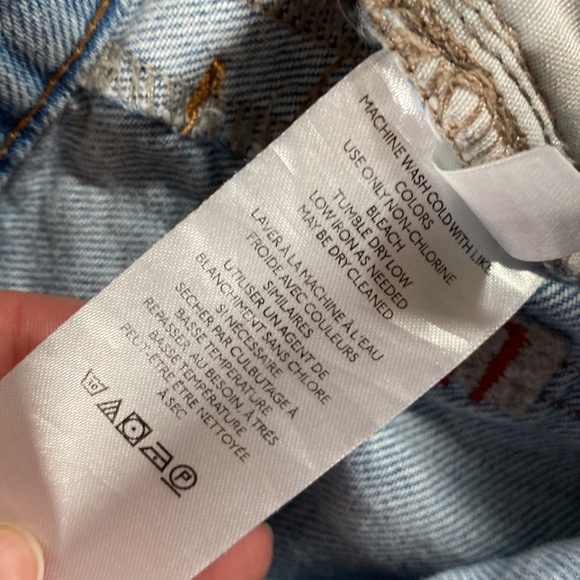 MACHINE WASH COLD WITH LIKE
COLORS
USE ONLY NON-CHLORINE
BLEACH
TUMBLE DRY LOW
LOW IRON AS NEEDED
MAY BE DRY CLEANED
LAVER À LA MACHINE À L'EAU
FROIDE AVEC COULEURS
SIMILAIRES
UTILISER UN AGENT DE
BLANCHIMENT SANS CHLORE
SI NÉCESSAIRE
SÉCHER PAR CULBUTAGE À
BASSE TEMPÉRATURE
REPASSER AU BESOIN, À TRÈS
BASSE TEMPÉRATURE
PEUT-ÊTRE ÊTRE NETTOYÉE
À SEC
P